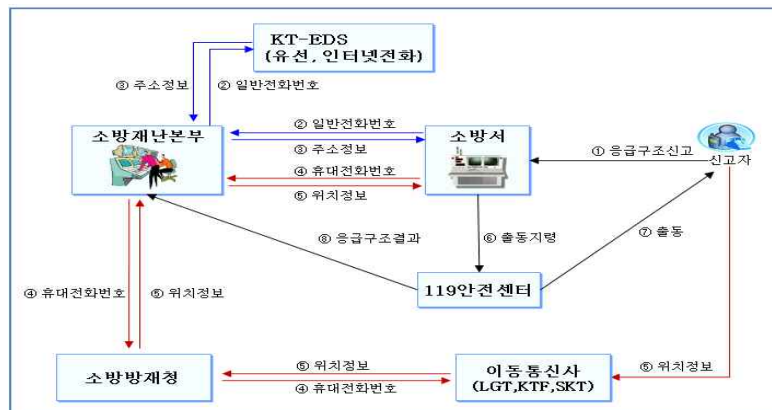 KT-EDS
(유선, 인터넷전화)
③ 주소정보
② 일반전화번호
소방재난본부
② 일반전화번호
③ 주소정보
④ 휴대전화번호
⑤ 위치정보
소방서
① 응급구조신고
신고자
⑧ 응급구조결과
⑥ 출동지령
⑦ 출동
119안전센터
④ 휴대전화번호
⑤ 위치정보
소방방재청
⑤ 위치정보
④ 휴대전화번호
이동통신사
(LGT,KTF,SKT)
⑤ 위치정보